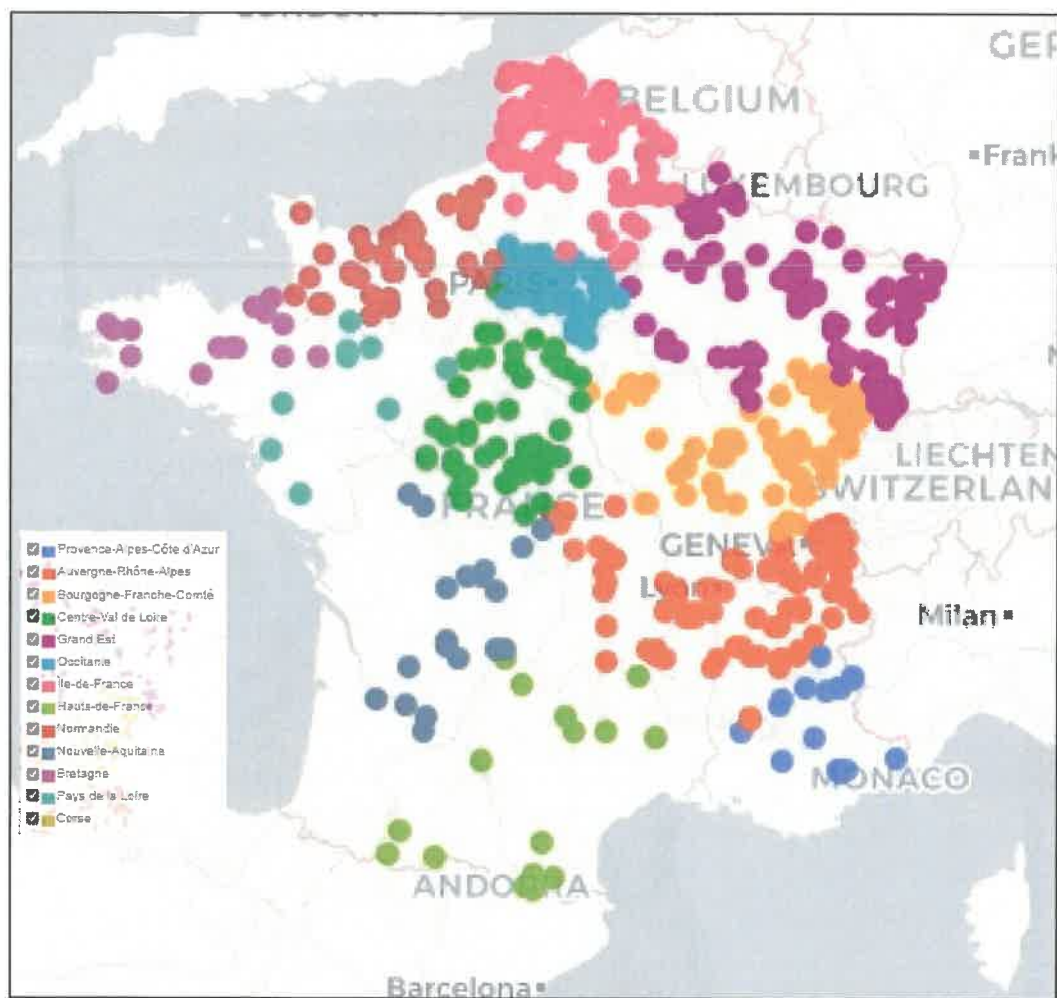 GER
BELGIUM
Frank
LUXEMBOURG
PARIS
LIECHTEN
SWITZERLAN
FRANCE
GENEVA
Lyon
Milan
Provence-Alpes-Côte d'Azur
Auvergne-Rhône-Alpes
Bourgogne-Franche-Comté
Centre-Val de Loire
Grand Est
Occitanie
Île-de-France
Hauts-de-France
Normandie
Nouvelle-Aquitaine
Bretagne
Pays de la Loire
Corse
MONACO
ANDORRA
Barcelona